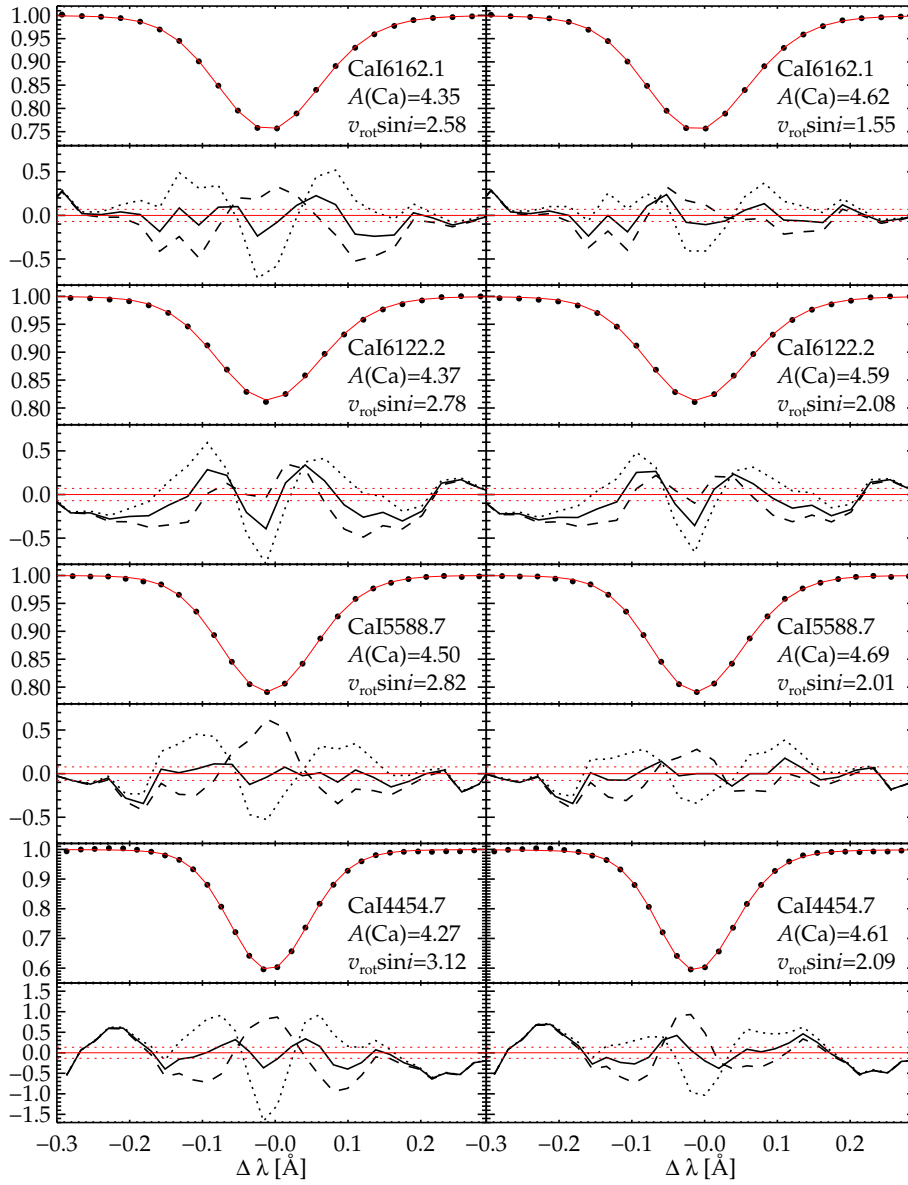 1.00
0.95
0.90
0.85
0.80
0.75
CaI6162.1
A(Ca)=4.35
v_rot sini=2.58
CaI6162.1
A(Ca)=4.62
v_rot sini=1.55
0.5
0.0
−0.5
1.00
0.95
0.90
0.85
0.80
CaI6122.2
A(Ca)=4.37
v_rot sini=2.78
CaI6122.2
A(Ca)=4.59
v_rot sini=2.08
0.5
0.0
−0.5
1.00
0.95
0.90
0.85
0.80
CaI5588.7
A(Ca)=4.50
v_rot sini=2.82
CaI5588.7
A(Ca)=4.69
v_rot sini=2.01
0.5
0.0
−0.5
1.0
0.9
0.8
0.7
0.6
CaI4454.7
A(Ca)=4.27
v_rot sini=3.12
CaI4454.7
A(Ca)=4.61
v_rot sini=2.09
1.5
1.0
0.5
0.0
−0.5
−1.0
−1.5
−0.3 −0.2 −0.1 −0.0 0.1 0.2 −0.3 −0.2 −0.1 −0.0 0.1 0.2
Δ λ [Å] Δ λ [Å]